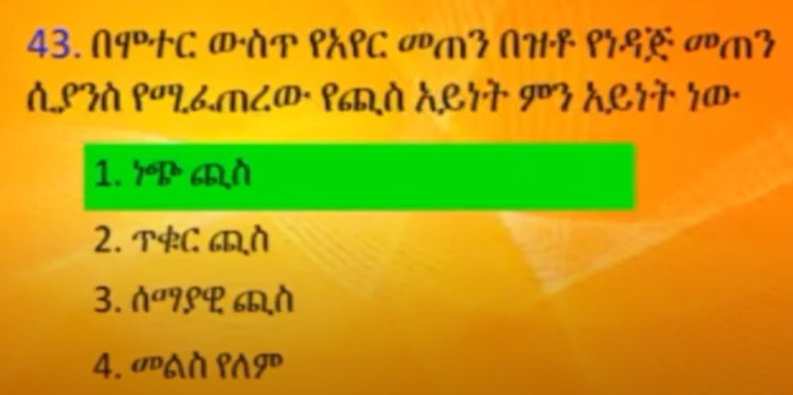 43. በሞተር ውስጥ የአየር መጠን በዝቶ የነዳጅ መጠን
ሲያንስ የሚፈጠረው የጪስ አይነት ምን አይነት ነው
1. ነጭ ጪስ
2. ጥቁር ጪስ
3. ሰማያዊ ጪስ
4. መልስ የለም